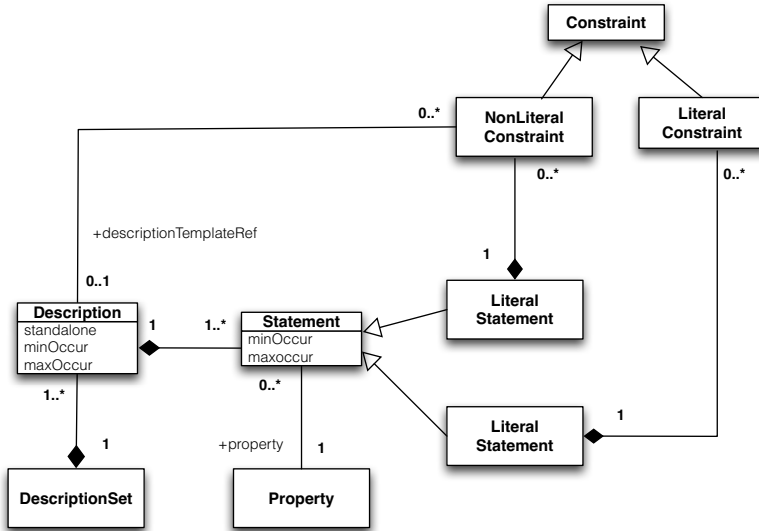 Constraint
NonLiteral
Constraint
Literal
Constraint
0..*
0..*
0..*
+descriptionTemplateRef
0..1
1
Literal
Statement
Description
standalone
minOccur
maxOccur
1
1..*
Statement
minOccur
maxoccur
1..*
0..*
Literal
Statement
1
1
+property
1
DescriptionSet
Property